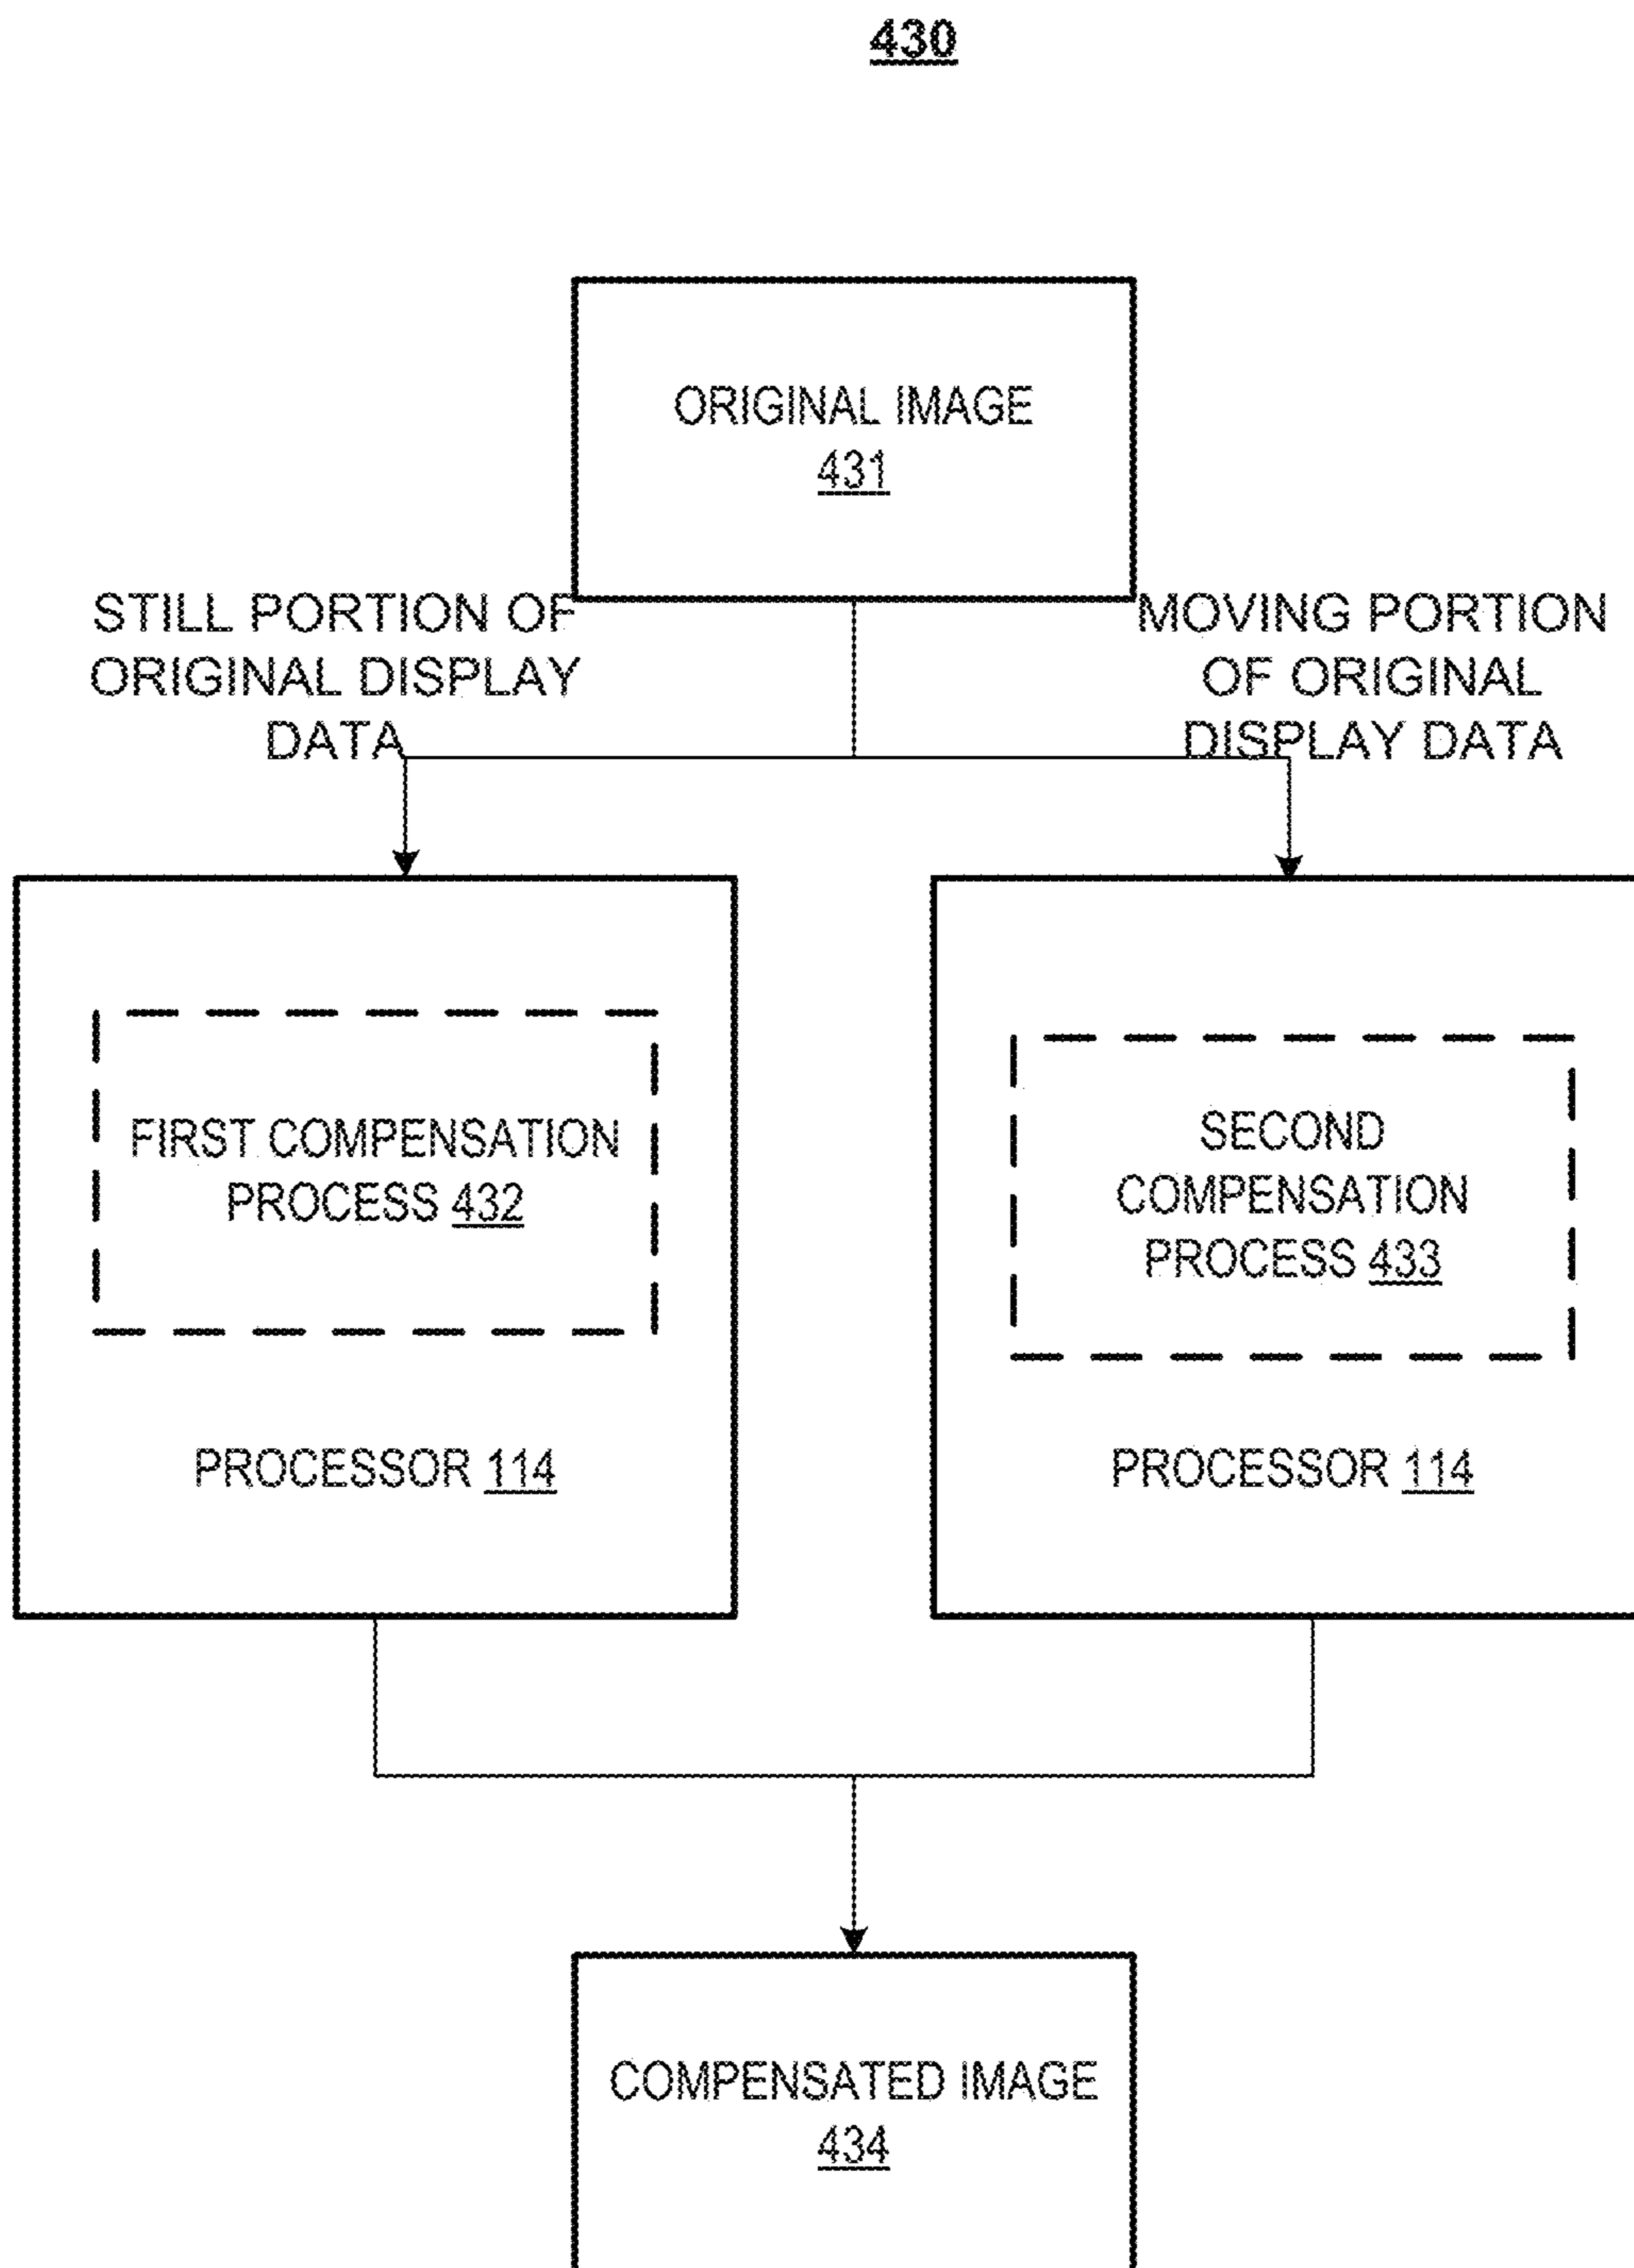 430
ORIGINAL IMAGE
431
STILL PORTION OF
ORIGINAL DISPLAY
DATA
MOVING PORTION
OF ORIGINAL
DISPLAY DATA
FIRST COMPENSATION
PROCESS 432
PROCESSOR 114
SECOND
COMPENSATION
PROCESS 433
PROCESSOR 114
COMPENSATED IMAGE
434